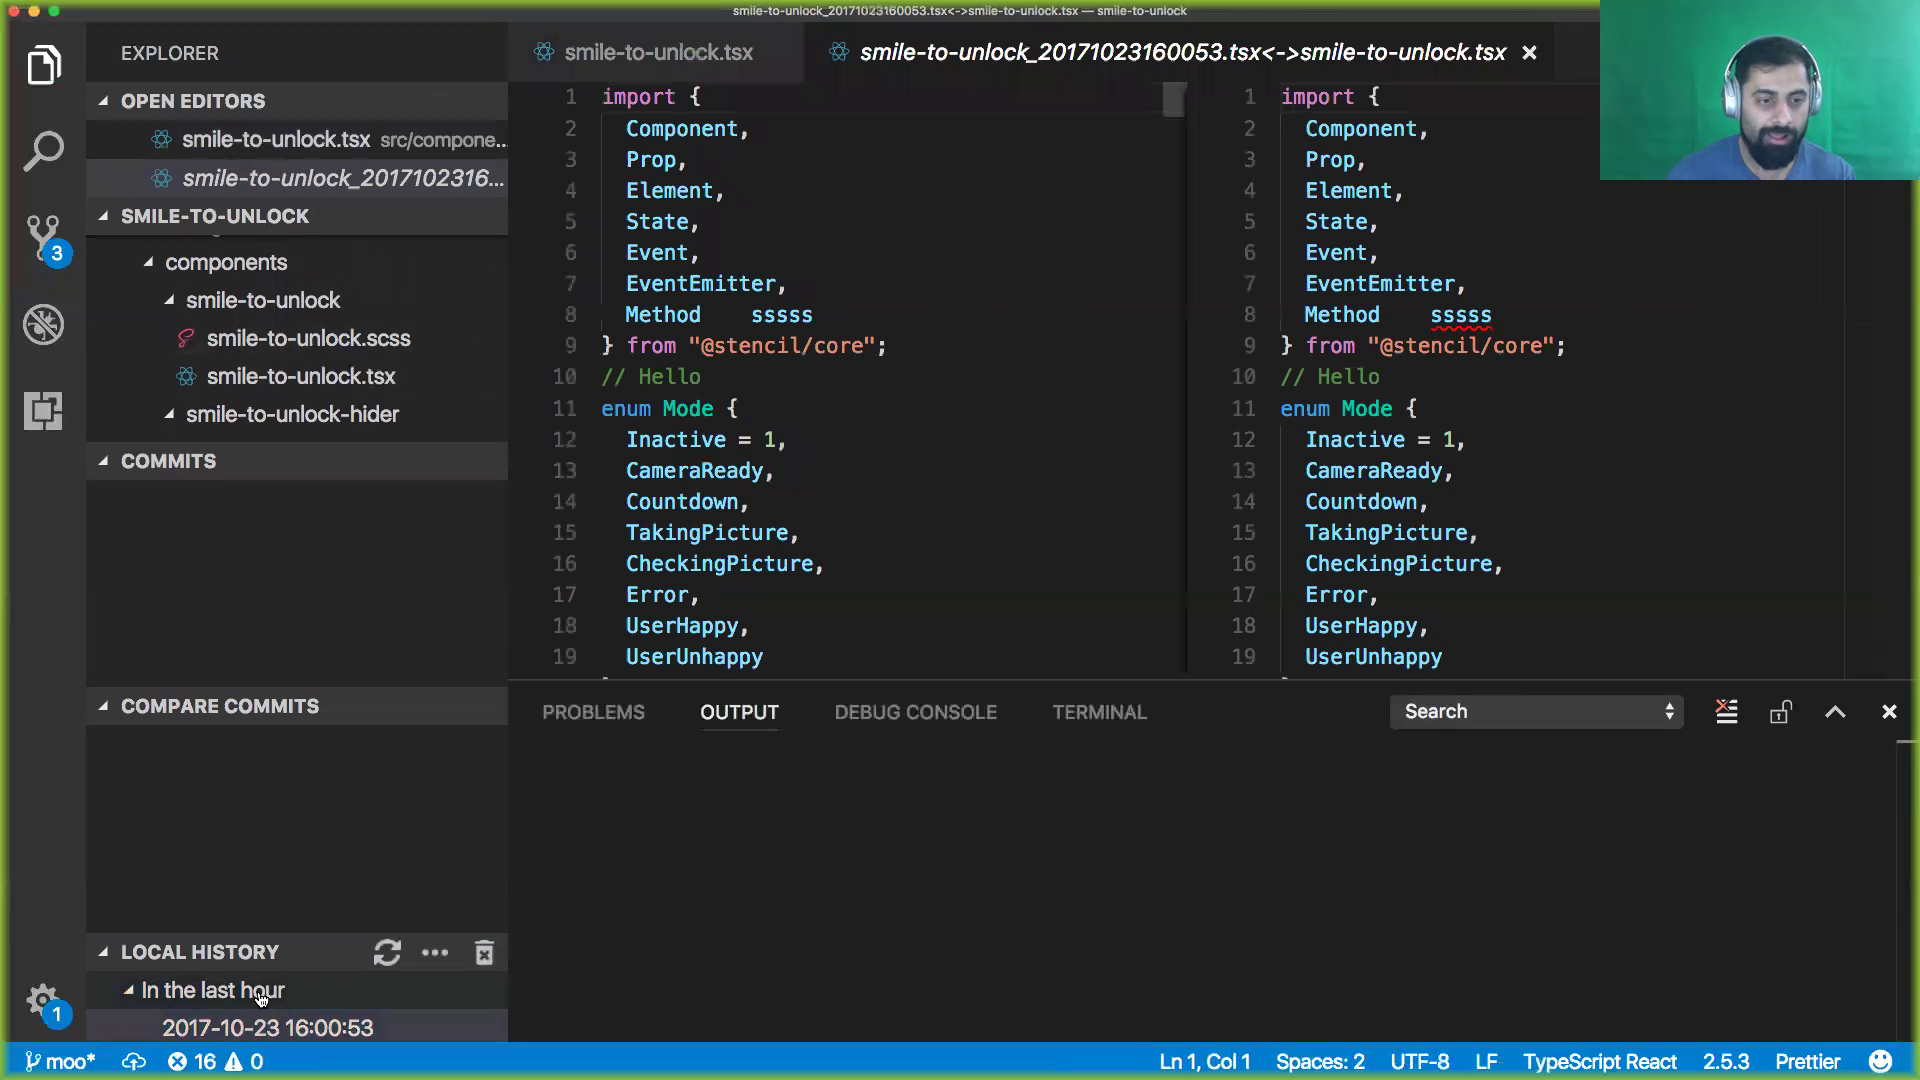 smile-to-unlock_20171023160053.tsx<->smile-to-unlock.tsx — smile-to-unlock
EXPLORER
OPEN EDITORS
smile-to-unlock.tsx src/compone...
smile-to-unlock_2017102316...
SMILE-TO-UNLOCK
components
smile-to-unlock
smile-to-unlock.scss
smile-to-unlock.tsx
smile-to-unlock-hider
COMMITS
COMPARE COMMITS
LOCAL HISTORY
In the last hour
2017-10-23 16:00:53
3
1
smile-to-unlock.tsx
smile-to-unlock_20171023160053.tsx<->smile-to-unlock.tsx
1 import {
2 Component,
3 Prop,
4 Element,
5 State,
6 Event,
7 EventEmitter,
8 Method sssss
9 } from "@stencil/core";
10 // Hello
11 enum Mode {
12 Inactive = 1,
13 CameraReady,
14 Countdown,
15 TakingPicture,
16 CheckingPicture,
17 Error,
18 UserHappy,
19 UserUnhappy
1 import {
2 Component,
3 Prop,
4 Element,
5 State,
6 Event,
7 EventEmitter,
8 Method sssss
9 } from "@stencil/core";
10 // Hello
11 enum Mode {
12 Inactive = 1,
13 CameraReady,
14 Countdown,
15 TakingPicture,
16 CheckingPicture,
17 Error,
18 UserHappy,
19 UserUnhappy
PROBLEMS OUTPUT DEBUG CONSOLE TERMINAL Search
moo* 16 0 Ln 1, Col 1 Spaces: 2 UTF-8 LF TypeScript React 2.5.3 Prettier